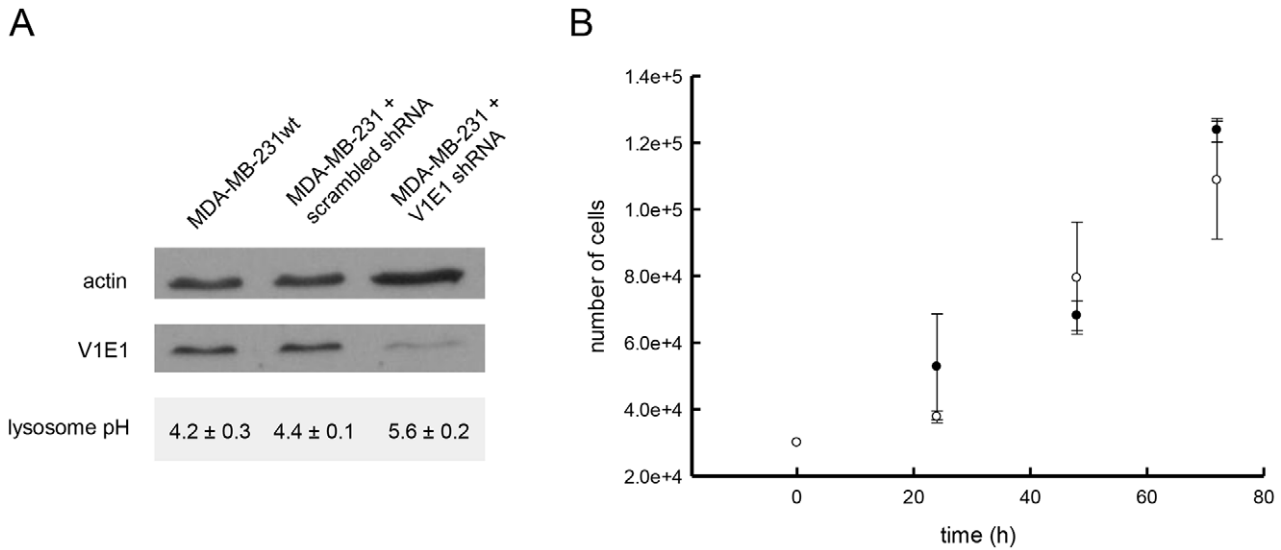 A
MDA-MB-231wt
MDA-MB-231 +
scrambled shRNA
MDA-MB-231 +
V1E1 shRNA
actin
V1E1
lysosome pH
4.2 ± 0.3
4.4 ± 0.1
5.6 ± 0.2
B
number of cells
1.4e+5
1.2e+5
1.0e+5
8.0e+4
6.0e+4
4.0e+4
2.0e+4
0
20
40
60
80
time (h)